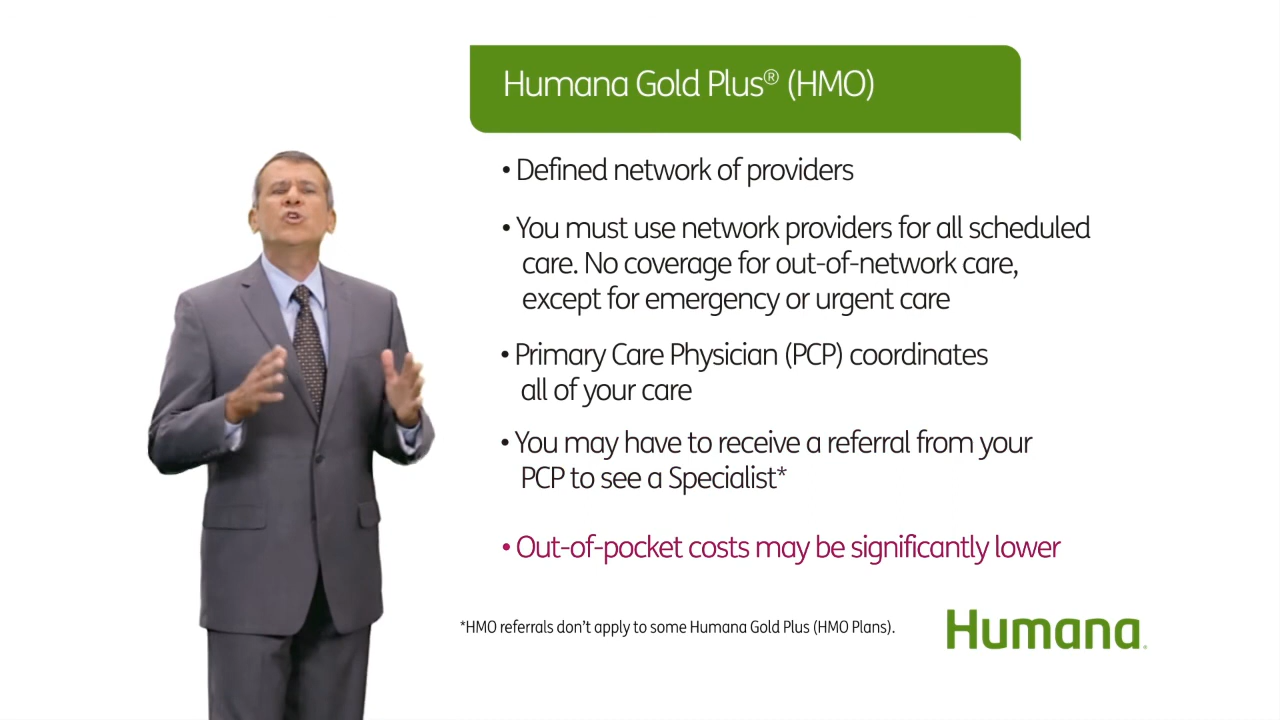 Humana Gold Plus® (HMO)
• Defined network of providers
• You must use network providers for all scheduled
care. No coverage for out-of-network care,
except for emergency or urgent care
• Primary Care Physician (PCP) coordinates
all of your care
• You may have to receive a referral from your
PCP to see a Specialist*
• Out-of-pocket costs may be significantly lower
*HMO referrals don't apply to some Humana Gold Plus (HMO Plans).
Humana